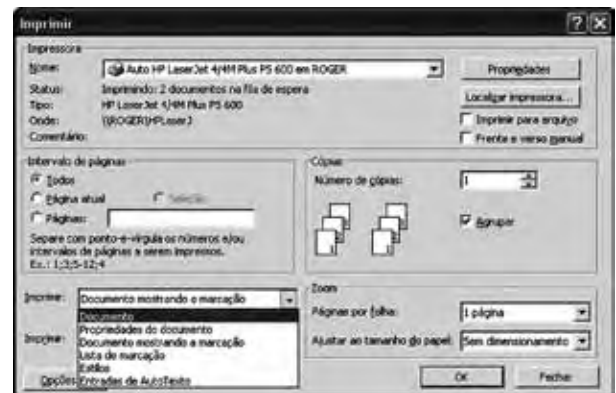 Imprimir
Impressora
Nome: Auto HP LaserJet 4/4M Plus PS 600 em ROGER Propriedades
Status: Imprimindo: 2 documentos na fila de espera
Tipo: HP LaserJet 4/4M Plus PS 600 Localizar impressora...
Onde: \\ROGER\HPLaserJ Imprimir para arquivo
Comentário: Frente e verso manual
Intervalo de páginas
Todos
Página atual Seleção
Páginas:
Separe com ponto-e-vírgula os números e/ou
intervalos de páginas a serem impressos.
Ex.: 1;3;5-12;4
Cópias
Número de cópias: 1
Agrupar
Imprimir: Documento mostrando a marcação
Documento
Propriedades do documento
Imprimir: Documento mostrando a marcação
Lista de marcação
Estilos
Opções Entradas de AutoTexto
Zoom
Páginas por folha: 1 página
Ajustar ao tamanho do papel: Sem dimensionamento
OK Fechar